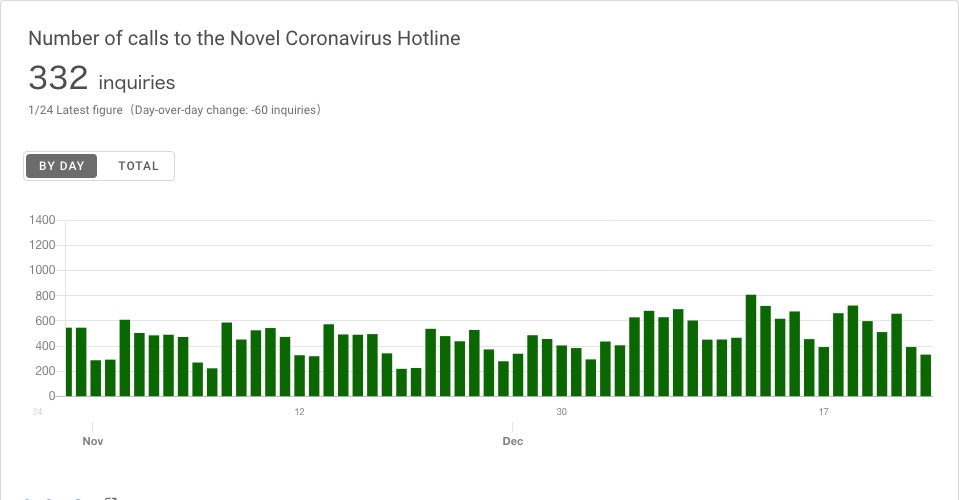 Number of calls to the Novel Coronavirus Hotline
332 inquiries
1/24 Latest figure（Day-over-day change: -60 inquiries）
BY DAY TOTAL
1400
1200
1000
800
600
400
200
0
24 12 30 17
Nov Dec